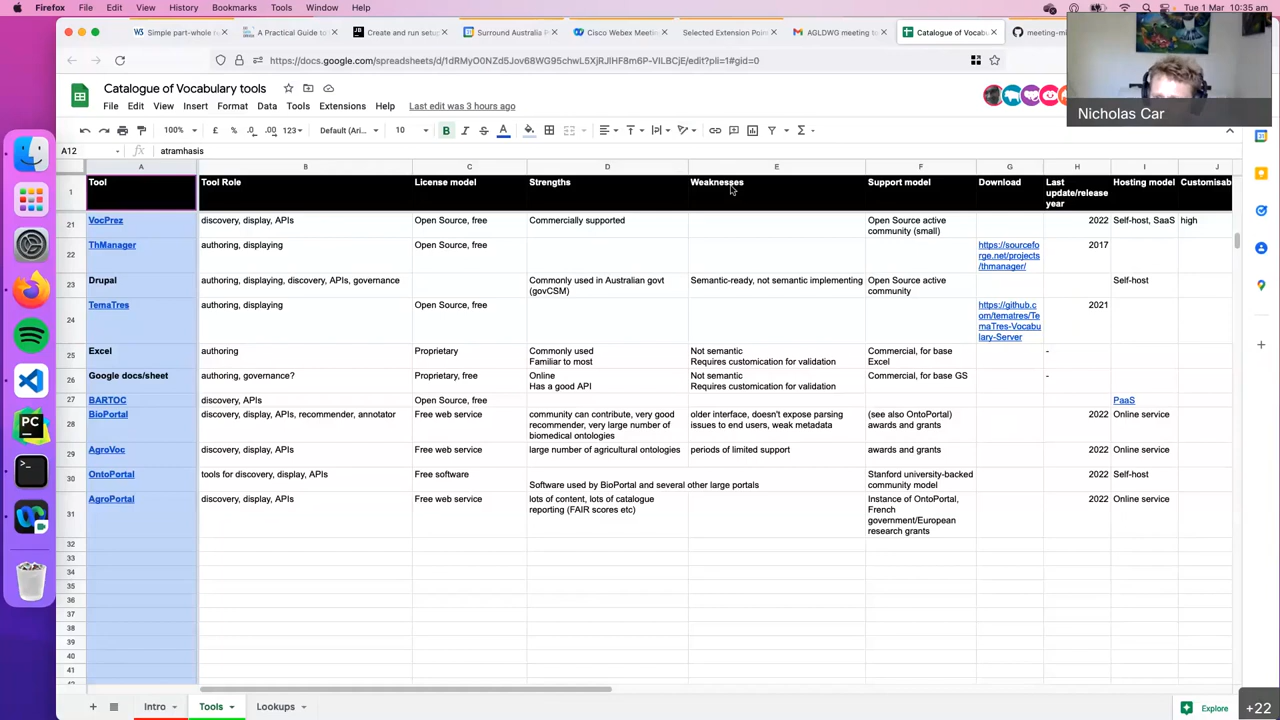 Firefox File Edit View History Bookmarks Tools Window Help Tue 1 Mar 10:35 am
Simple part-whole re A Practical Guide to Create and run setup Surround Australia P Cisco Webex Meeting Selected Extension Poin AGLDWG meeting to Catalogue of Vocab meeting-mi
https://docs.google.com/spreadsheets/d/
Catalogue of Vocabulary tools
File Edit View Insert Format Data Tools Extensions Help Last edit was 3 hours ago
Nicholas Car
100% £ % .0 .00 123 Default (Ari... 10 B I S A
A12 atramhasis
A B C D E F G H I J
1 Tool Tool Role License model Strengths Weaknesses Support model Download Last update/release year Hosting model Customisab
21 VocPrez discovery, display, APIs Open Source, free Commercially supported Open Source active community (small) 2022 Self-host, SaaS high
22 ThManager authoring, displaying Open Source, free https://sourceforge.net/projects/thmanager/ 2017
23 Drupal authoring, displaying, discovery, APIs, governance Commonly used in Australian govt (govCSM) Semantic-ready, not semantic implementing Open Source active community Self-host
24 TemaTres authoring, displaying Open Source, free https://github.com/tematres/TemaTres-Vocabulary-Server 2021
25 Excel authoring Proprietary Commonly used Familiar to most Not semantic Requires customication for validation Commercial, for base Excel -
26 Google docs/sheet authoring, governance? Proprietary, free Online Has a good API Not semantic Requires customication for validation Commercial, for base GS -
27 BARTOC discovery, APIs Open Source, free PaaS
28 BioPortal discovery, display, APIs, recommender, annotator Free web service community can contribute, very good recommender, very large number of biomedical ontologies older interface, doesn't expose parsing issues to end users, weak metadata (see also OntoPortal) awards and grants 2022 Online service
29 AgroVoc discovery, display, APIs Free web service large number of agricultural ontologies periods of limited support awards and grants 2022 Online service
30 OntoPortal tools for discovery, display, APIs Free software Software used by BioPortal and several other large portals Stanford university-backed community model 2022 Self-host
31 AgroPortal discovery, display, APIs Free web service lots of content, lots of catalogue reporting (FAIR scores etc) Instance of OntoPortal, French government/European research grants 2022 Online service
32
33
34
35
36
37
38
39
40
41
Intro Tools Lookups Explore +22